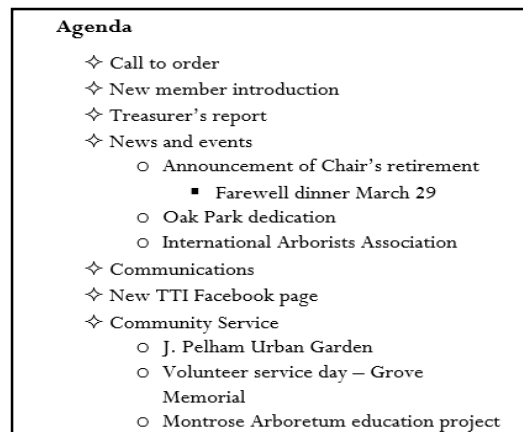 Agenda
✧ Call to order
✧ New member introduction
✧ Treasurer’s report
✧ News and events
o Announcement of Chair’s retirement
▪ Farewell dinner March 29
o Oak Park dedication
o International Arborists Association
✧ Communications
✧ New TTI Facebook page
✧ Community Service
o J. Pelham Urban Garden
o Volunteer service day – Grove
Memorial
o Montrose Arboretum education project